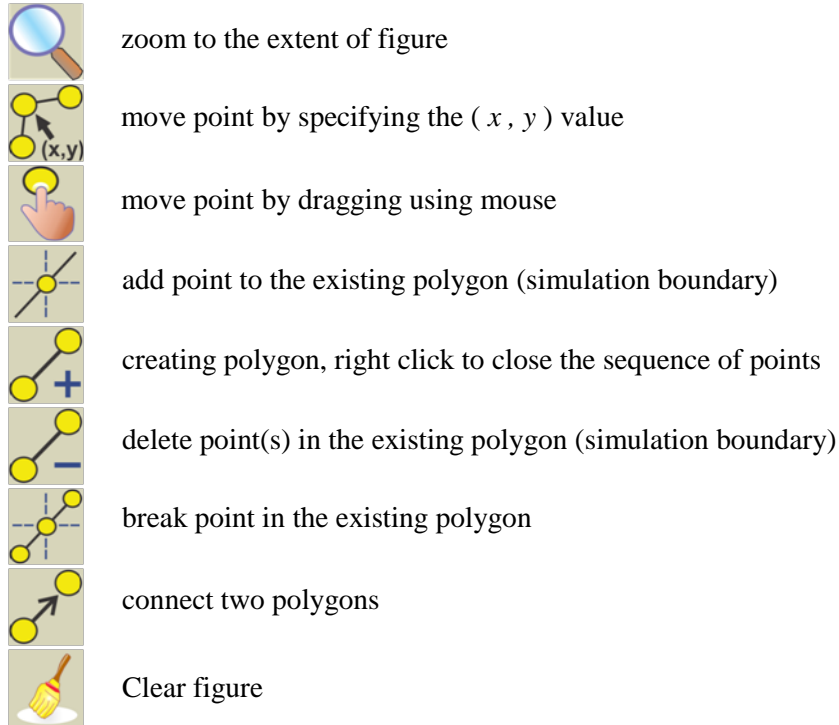 zoom to the extent of figure
move point by specifying the ( x , y ) value
(x,y)
move point by dragging using mouse
add point to the existing polygon (simulation boundary)
creating polygon, right click to close the sequence of points
delete point(s) in the existing polygon (simulation boundary)
break point in the existing polygon
connect two polygons
Clear figure